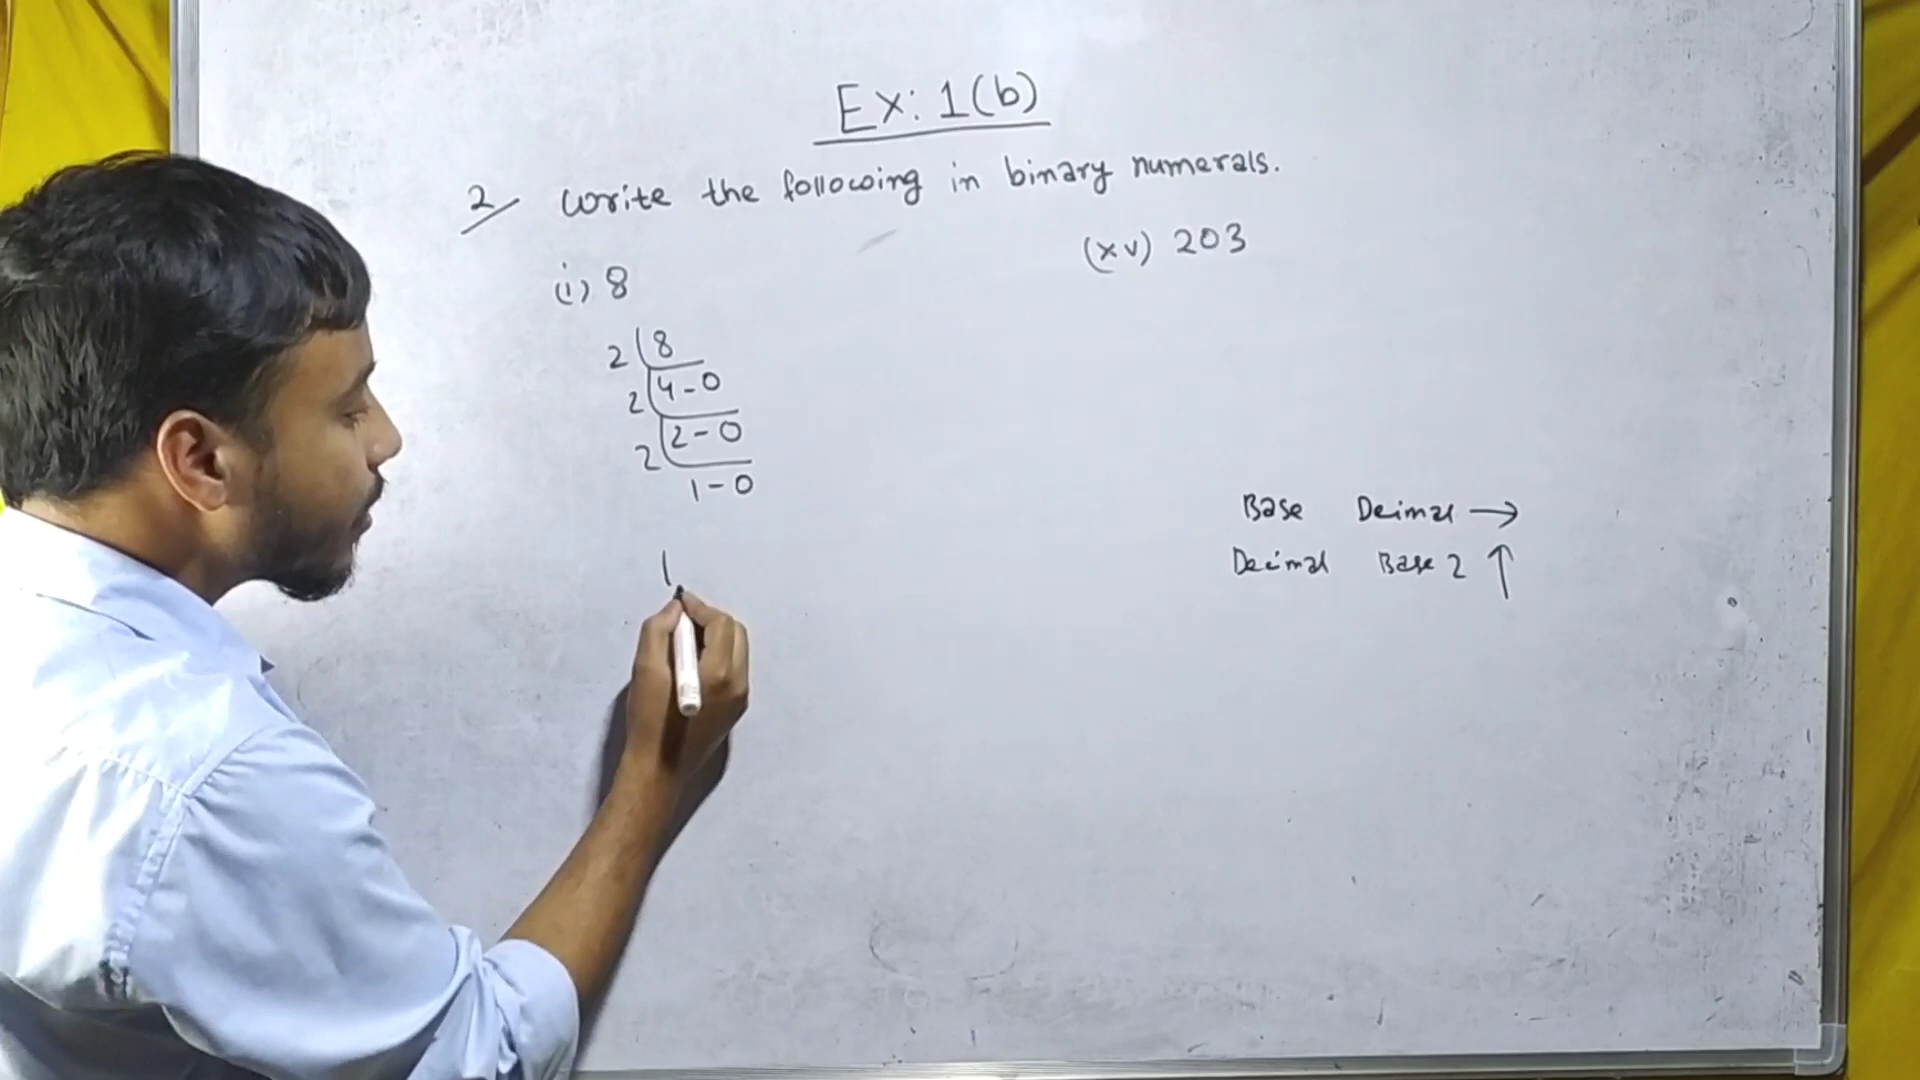 Ex: 1(b)
2/ Write the following in binary numerals.
(i) 8
(xv) 203
2 | 8
2 | 4 - 0
2 | 2 - 0
1 - 0
1
Base Deimal →
Decimal Base 2 ↑